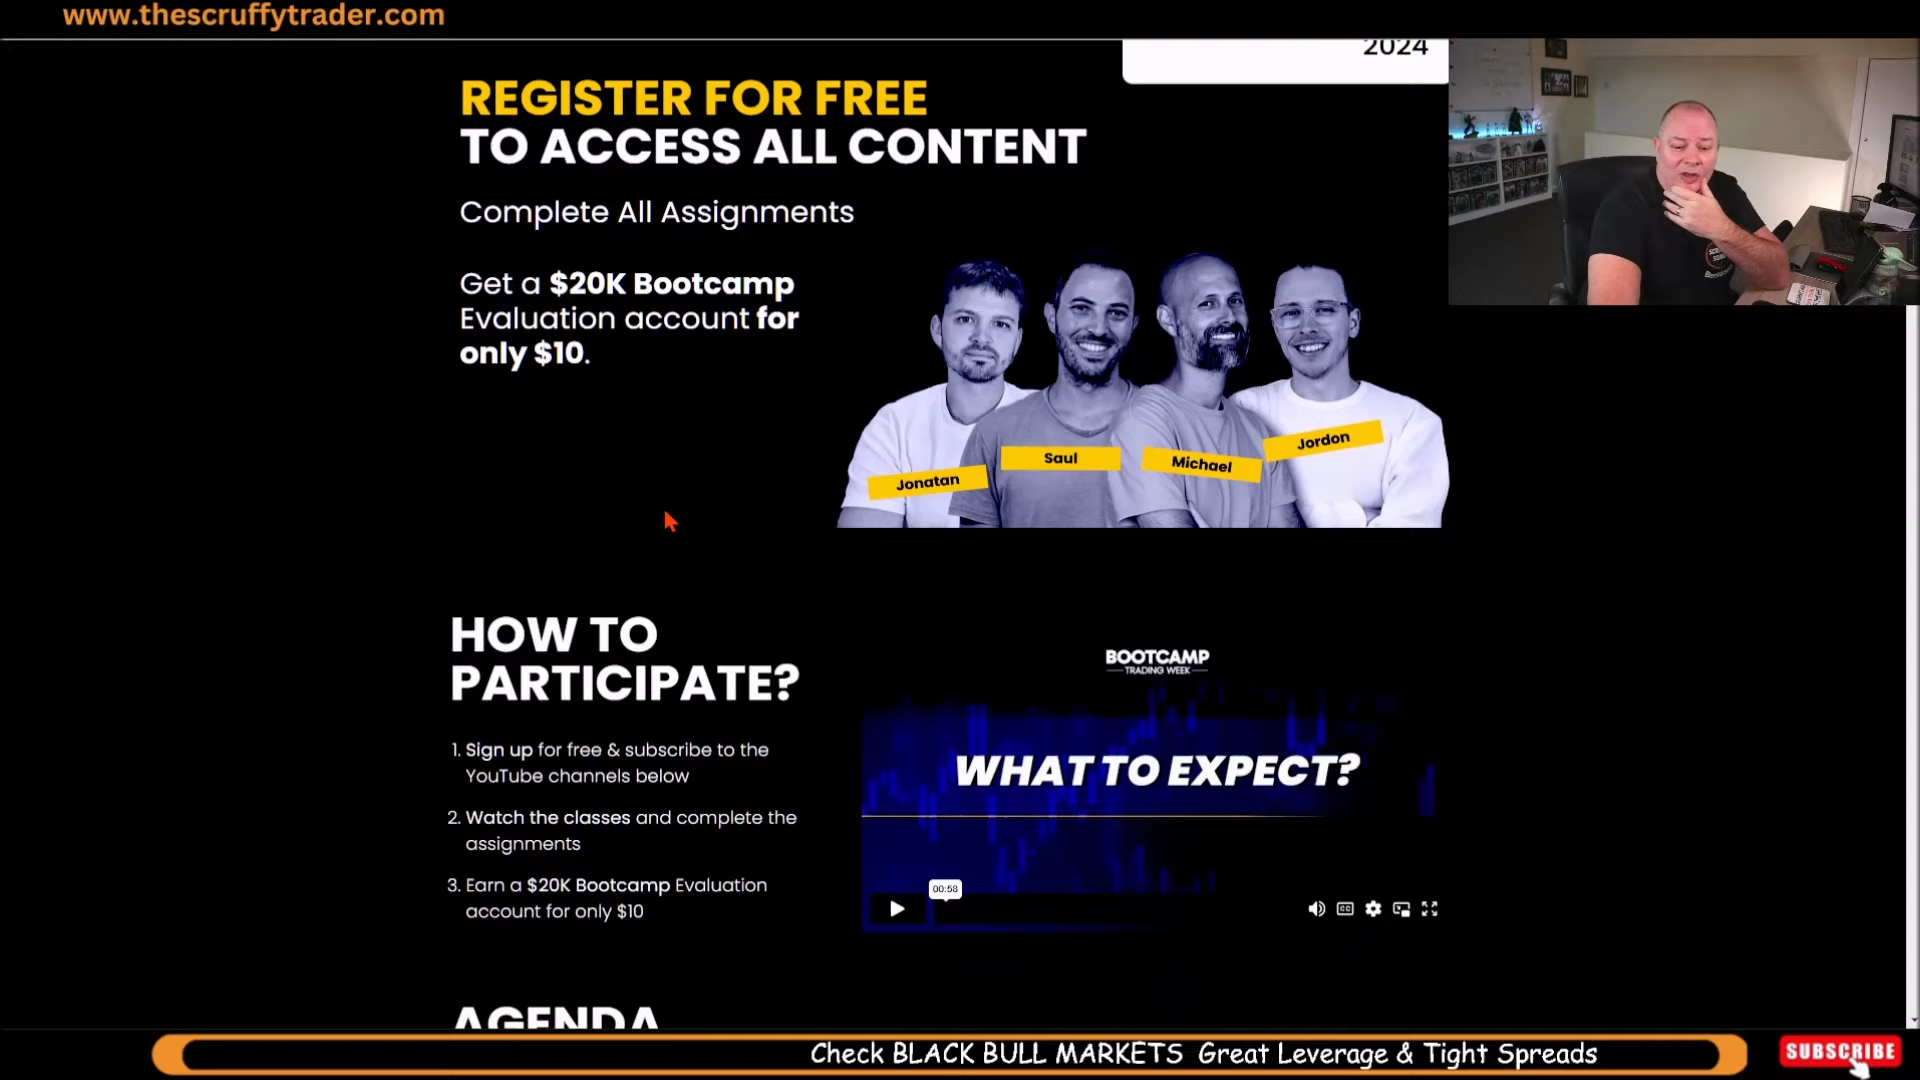 www.thescruffytrader.com
2024
REGISTER FOR FREE
TO ACCESS ALL CONTENT
Complete All Assignments
Get a $20K Bootcamp
Evaluation account for
only $10.
Jonatan
Saul
Michael
Jordon
HOW TO
PARTICIPATE?
1. Sign up for free & subscribe to the
YouTube channels below
2. Watch the classes and complete the
assignments
3. Earn a $20K Bootcamp Evaluation
account for only $10
BOOTCAMP
TRADING WEEK
WHAT TO EXPECT?
00:58
CC
AGENDA
Check BLACK BULL MARKETS Great Leverage & Tight Spreads
SUBSCRIBE